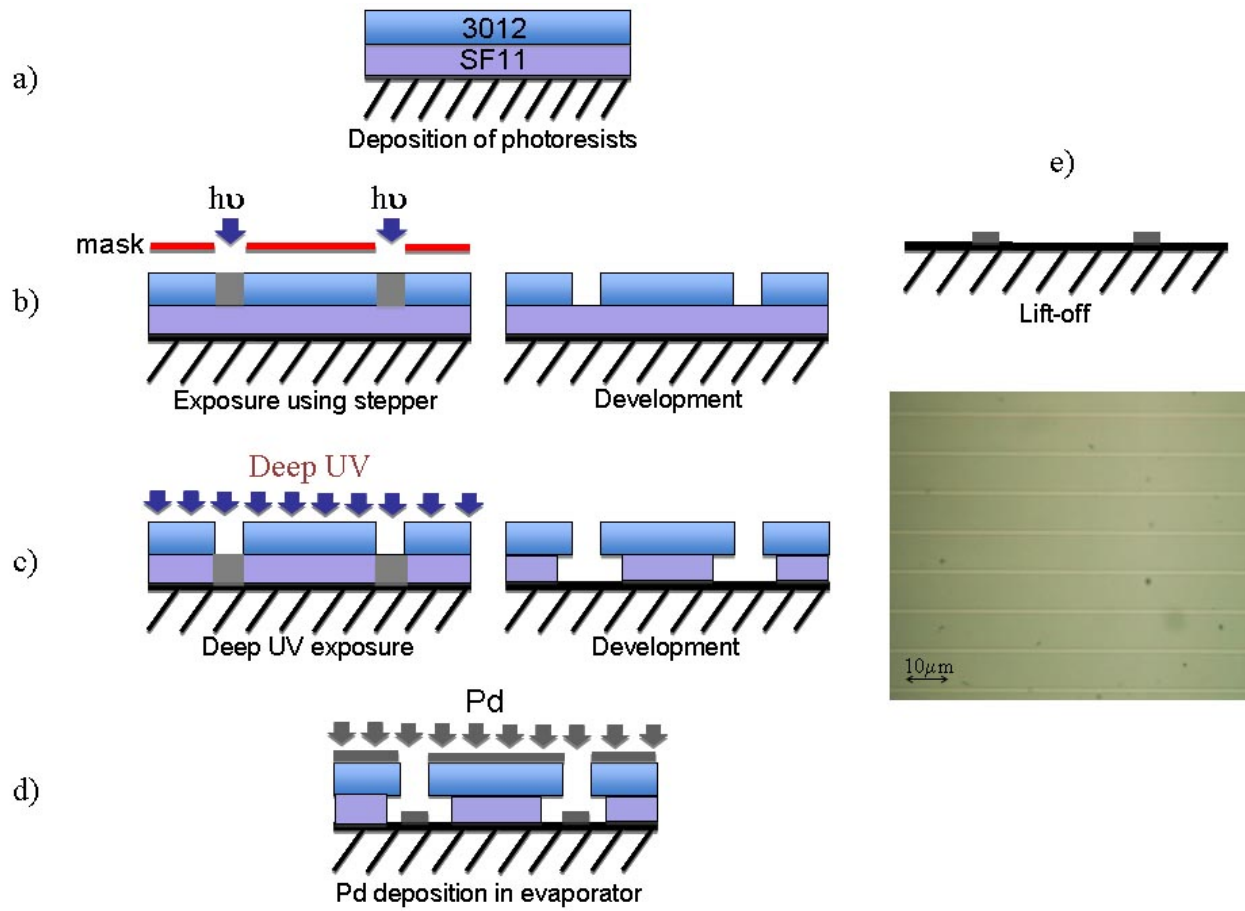 a)
3012
SF11
Deposition of photoresists
b)
hυ hυ
mask
Exposure using stepper
Development
c)
Deep UV
Deep UV exposure
Development
d)
Pd
Pd deposition in evaporator
e)
Lift-off
10μm